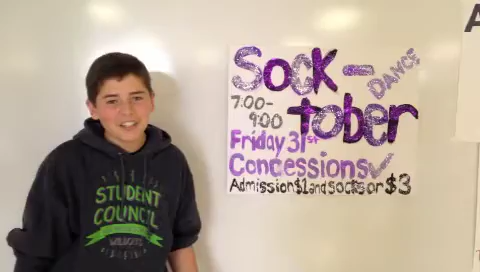 Sock-
DANCE
tober
7:00-
9:00
Friday 31st
Concessions✓
Admission $1 and socks or $3
STUDENT
COUNCIL
WILDCATS
A